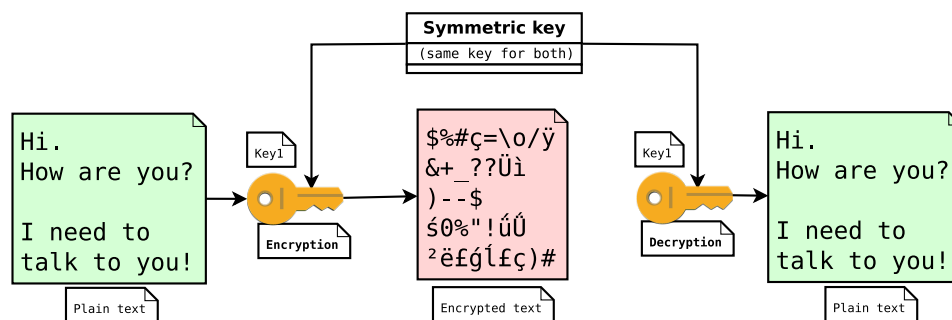 Symmetric key
(same key for both)
Hi.
How are you?
I need to
talk to you!
Plain text
Key1
Encryption
$%#ç=\o/ÿ
&+_??Üì
)--$
ś0%"!űŰ
²ë£ǵĺ£ç)#
Encrypted text
Key1
Decryption
Hi.
How are you?
I need to
talk to you!
Plain text